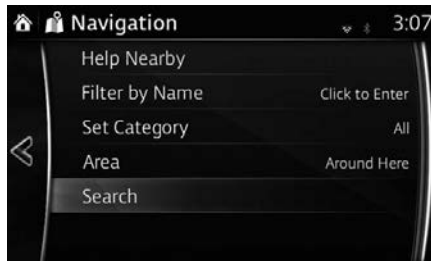 Navigation 3:07
Help Nearby
Filter by Name Click to Enter
Set Category All
Area Around Here
Search